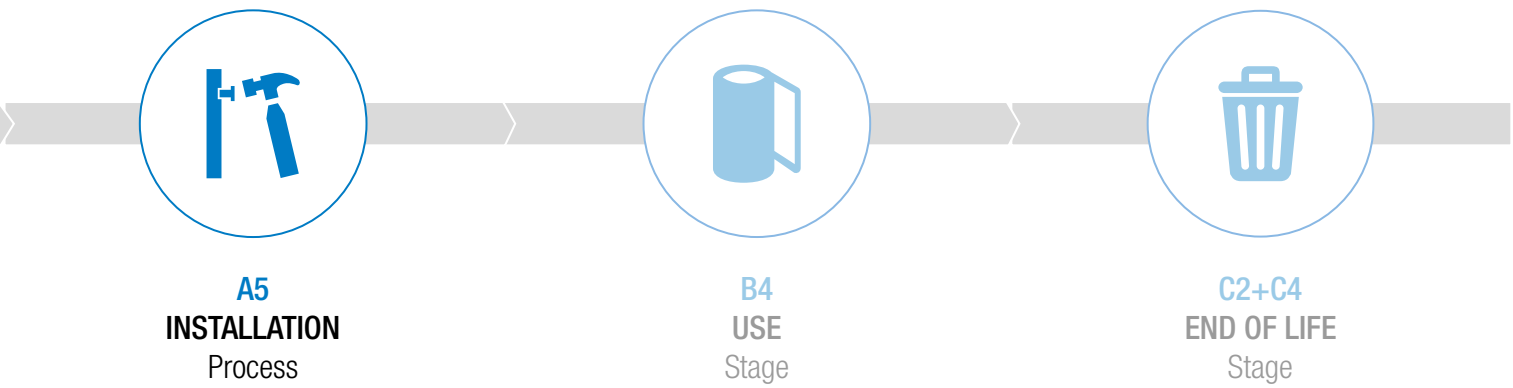 A5
INSTALLATION
Process
B4
USE
Stage
C2+C4
END OF LIFE
Stage